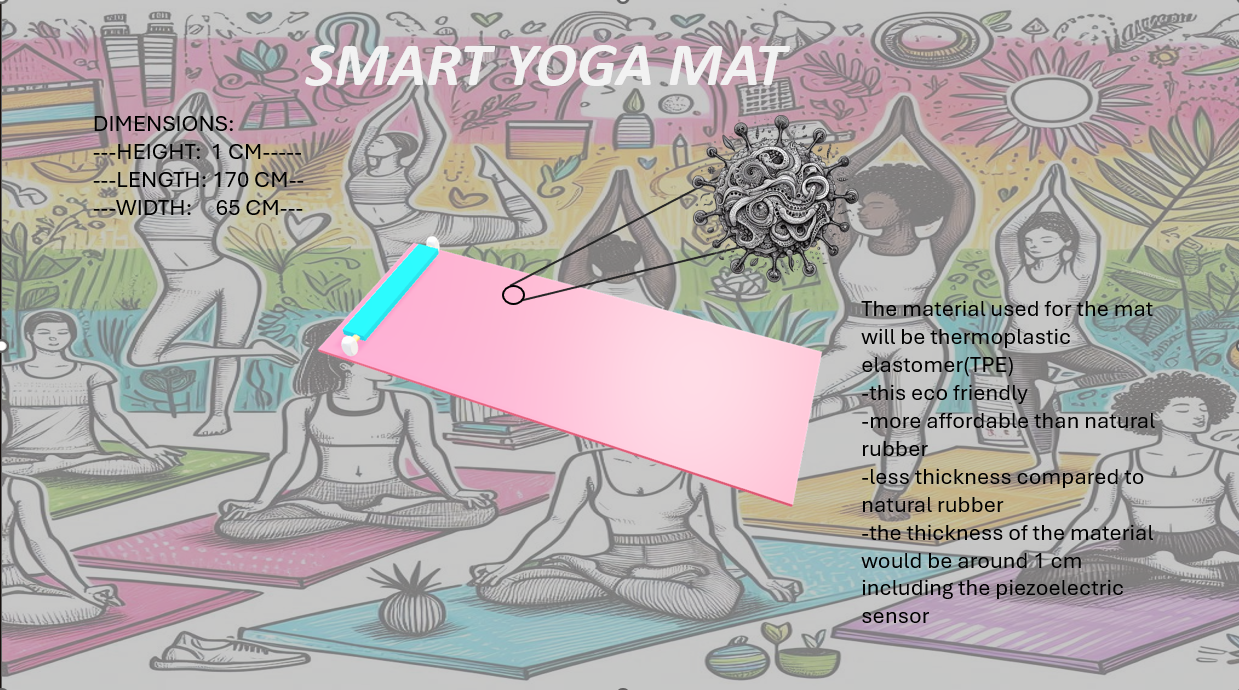 SMART YOGA MAT
DIMENSIONS:
---HEIGHT:  1 CM-----
---LENGTH: 170 CM--
---WIDTH:    65 CM---
The material used for the mat
will be thermoplastic
elastomer(TPE)
-this eco friendly
-more affordable than natural
rubber
-less thickness compared to
natural rubber
-the thickness of the material
would be around 1 cm
including the piezoelectric
sensor